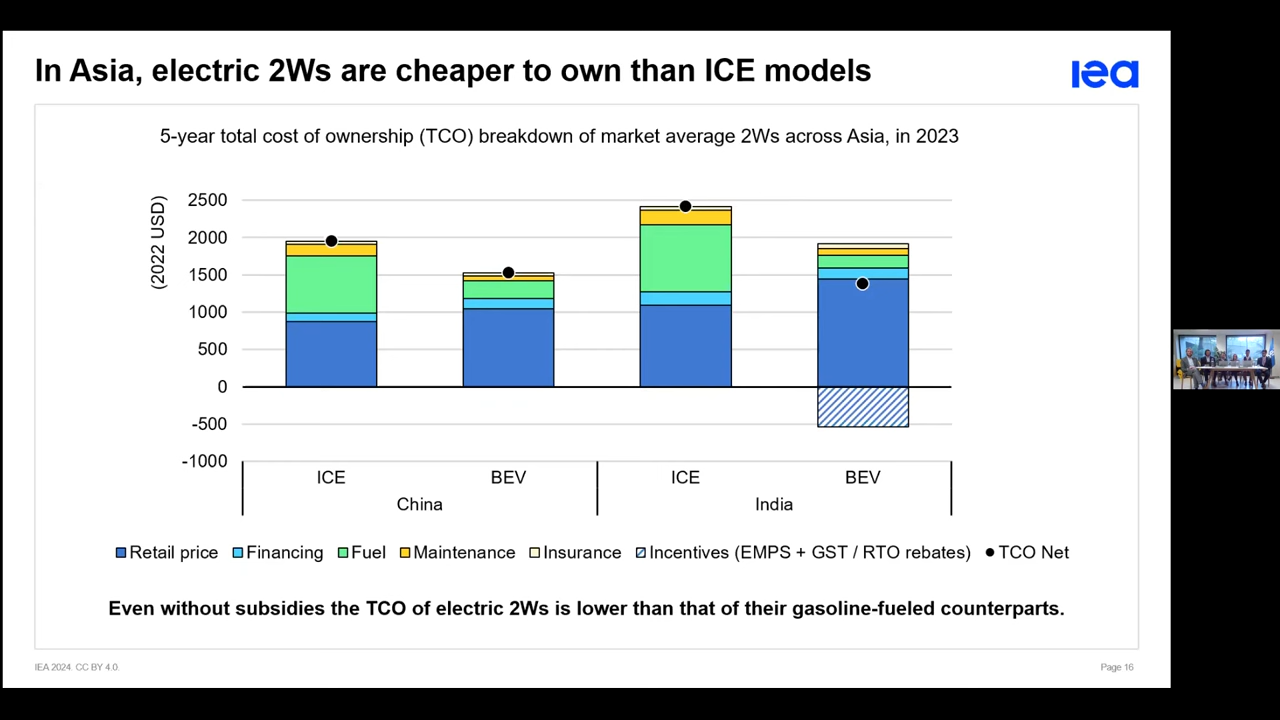 In Asia, electric 2Ws are cheaper to own than ICE models
iea
5-year total cost of ownership (TCO) breakdown of market average 2Ws across Asia, in 2023
(2022 USD)
2500
2000
1500
1000
500
0
-500
-1000
ICE
BEV
ICE
BEV
China
India
Retail price
Financing
Fuel
Maintenance
Insurance
Incentives (EMPS + GST / RTO rebates)
TCO Net
Even without subsidies the TCO of electric 2Ws is lower than that of their gasoline-fueled counterparts.
IEA 2024. CC BY 4.0.
Page 16